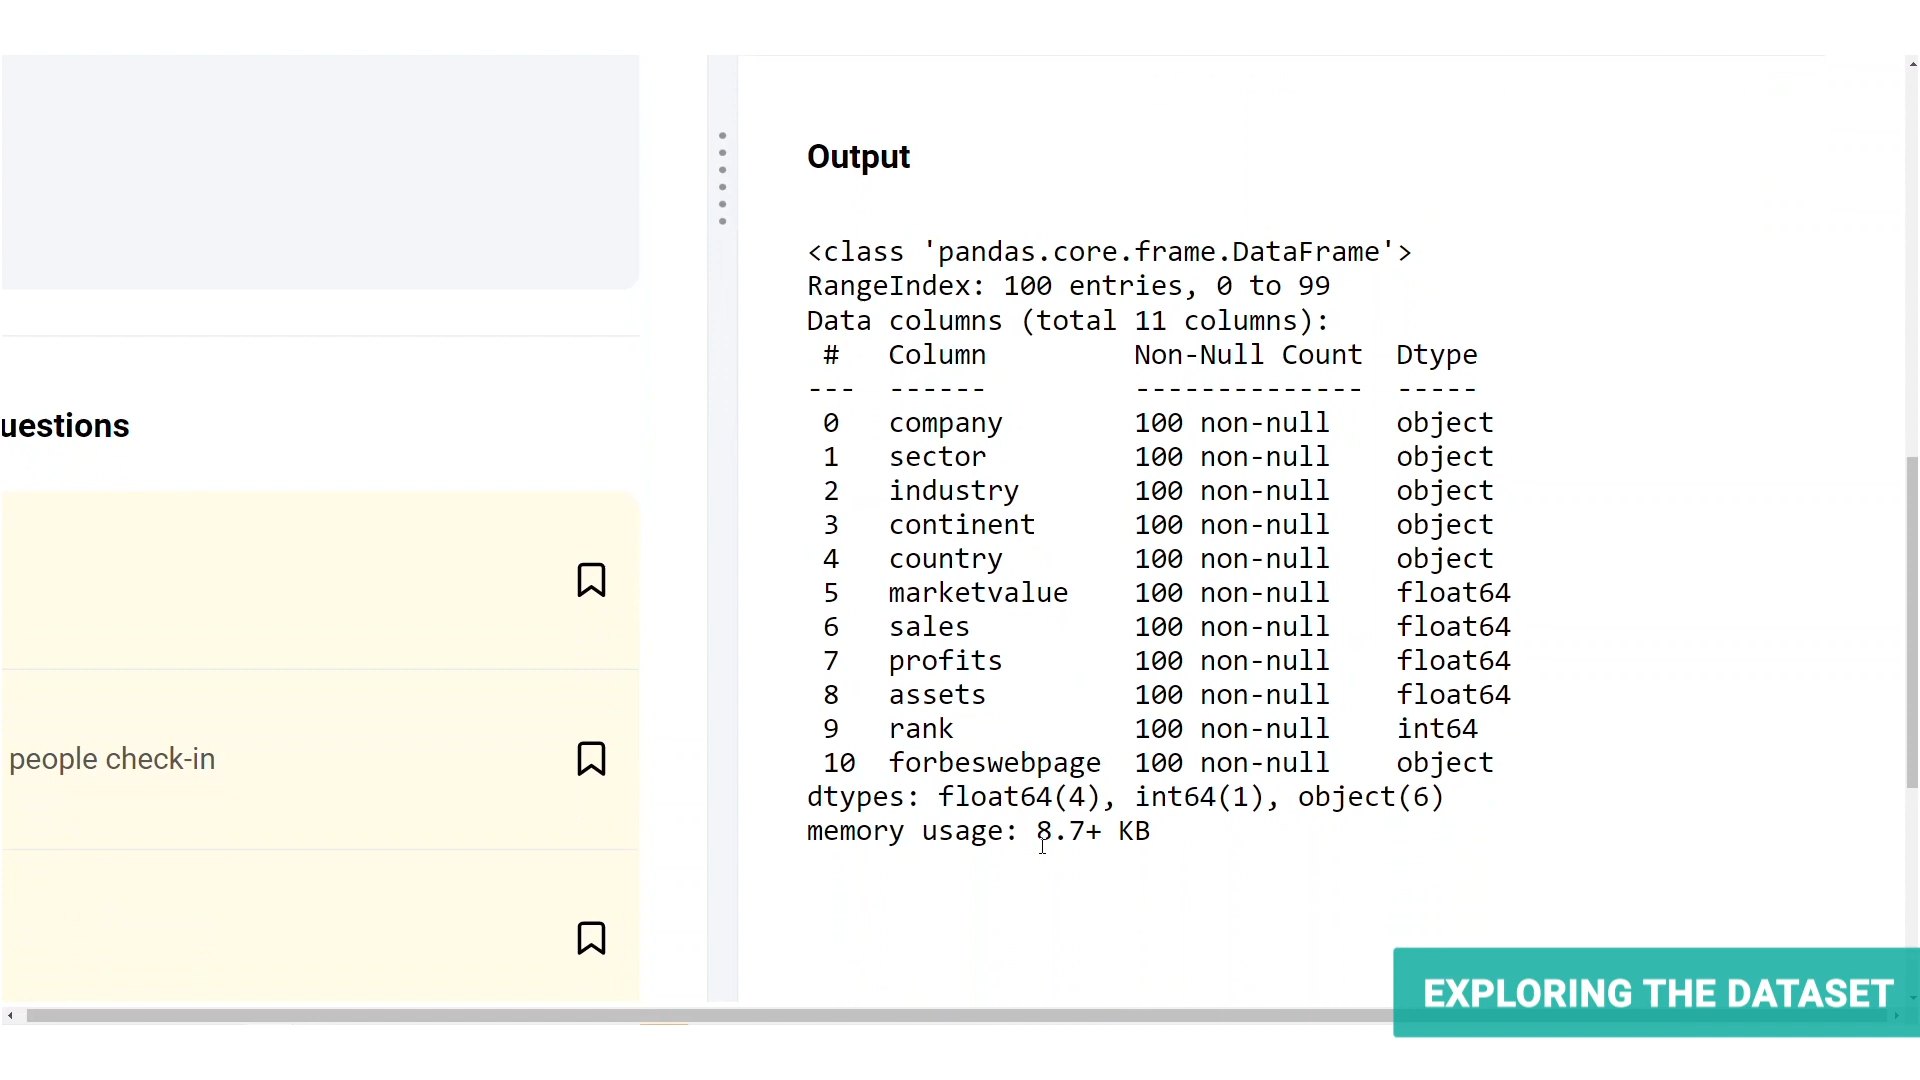 uestions
people check-in
Output
<class 'pandas.core.frame.DataFrame'>
RangeIndex: 100 entries, 0 to 99
Data columns (total 11 columns):
 #   Column         Non-Null Count  Dtype
---  ------         --------------  -----
 0   company        100 non-null    object
 1   sector         100 non-null    object
 2   industry       100 non-null    object
 3   continent      100 non-null    object
 4   country        100 non-null    object
 5   marketvalue    100 non-null    float64
 6   sales          100 non-null    float64
 7   profits        100 non-null    float64
 8   assets         100 non-null    float64
 9   rank           100 non-null    int64
 10  forbeswebpage  100 non-null    object
dtypes: float64(4), int64(1), object(6)
memory usage: 8.7+ KB
EXPLORING THE DATASET